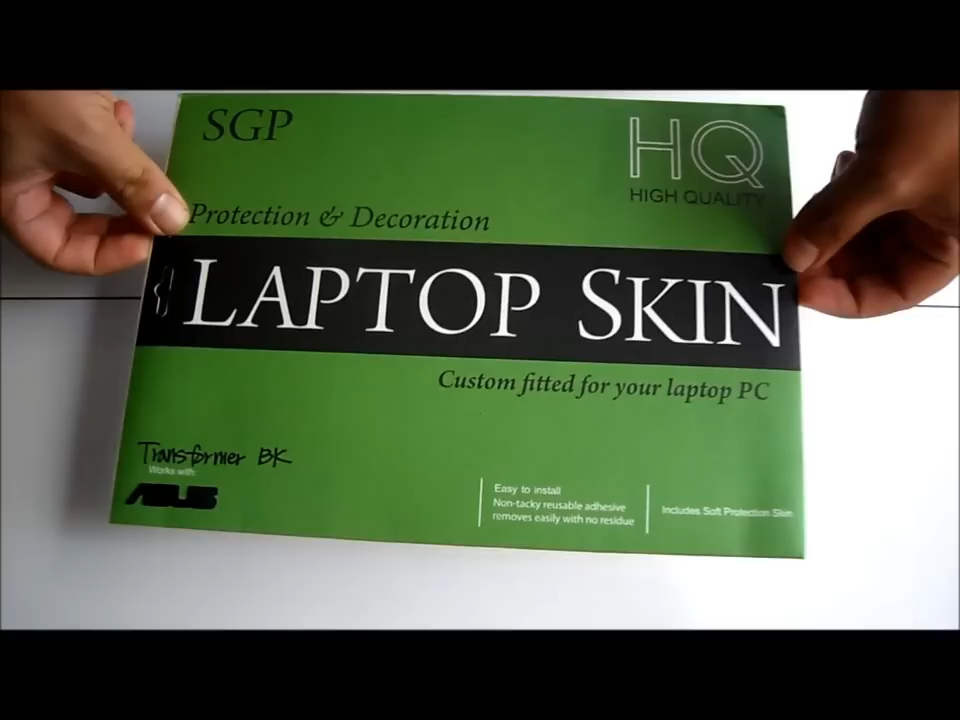 SGP
HQ
HIGH QUALITY
Protection & Decoration
LAPTOP SKIN
Custom fitted for your laptop PC
Transformer BK
Works with
ASUS
Easy to install
Non-tacky reusable adhesive
removes easily with no residue
Includes Soft Protection Skin